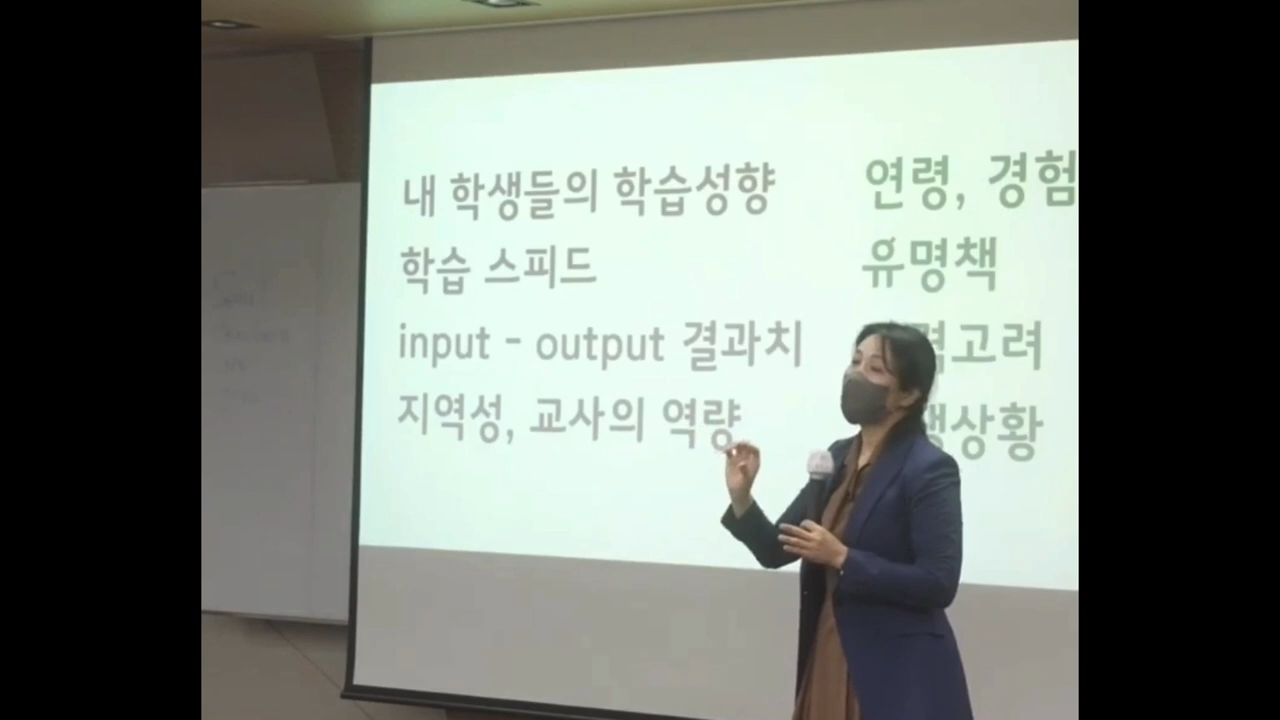 내 학생들의 학습성향
학습 스피드
input - output 결과치
지역성, 교사의 역량
연령, 경험
유명책
고려
상황